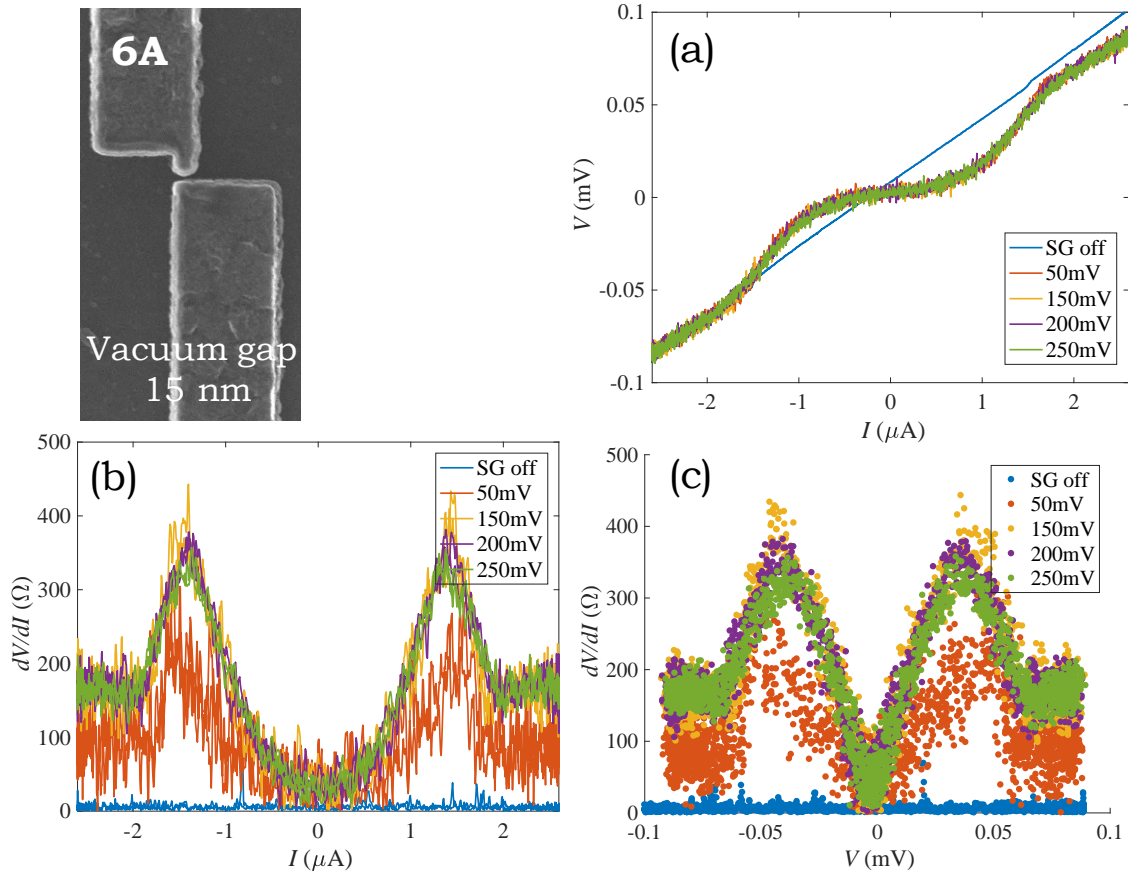 6A
Vacuum gap
15 nm
(a)
0.1
0.05
0
-0.05
-0.1
V (mV)
-2
-1
0
1
2
I (μA)
SG off
50mV
150mV
200mV
250mV
(b)
500
400
300
200
100
0
dV/dI (Ω)
-2
-1
0
1
2
I (μA)
SG off
50mV
150mV
200mV
250mV
(c)
500
400
300
200
100
0
dV/dI (Ω)
-0.1
-0.05
0
0.05
0.1
V (mV)
SG off
50mV
150mV
200mV
250mV